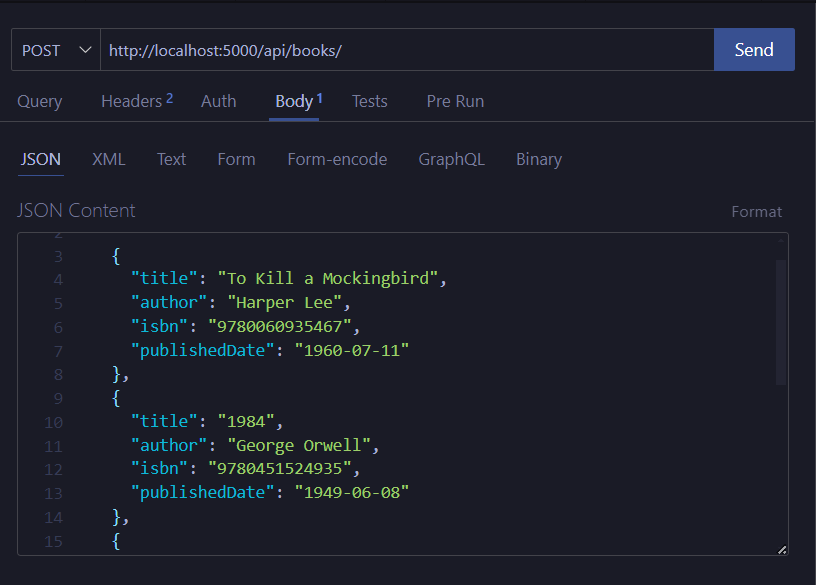 POST http://localhost:5000/api/books/ Send
Query Headers 2 Auth Body 1 Tests Pre Run
JSON XML Text Form Form-encode GraphQL Binary
JSON Content Format
2
3 {
4 "title": "To Kill a Mockingbird",
5 "author": "Harper Lee",
6 "isbn": "9780060935467",
7 "publishedDate": "1960-07-11"
8 },
9 {
10 "title": "1984",
11 "author": "George Orwell",
12 "isbn": "9780451524935",
13 "publishedDate": "1949-06-08"
14 },
15 {